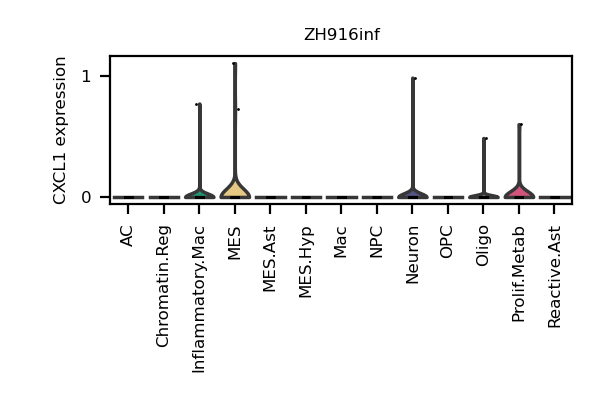 ZH916inf
CXCL1 expression
1
0
AC
Chromatin.Reg
Inflammatory.Mac
MES
MES.Ast
MES.Hyp
Mac
NPC
Neuron
OPC
Oligo
Prolif.Metab
Reactive.Ast